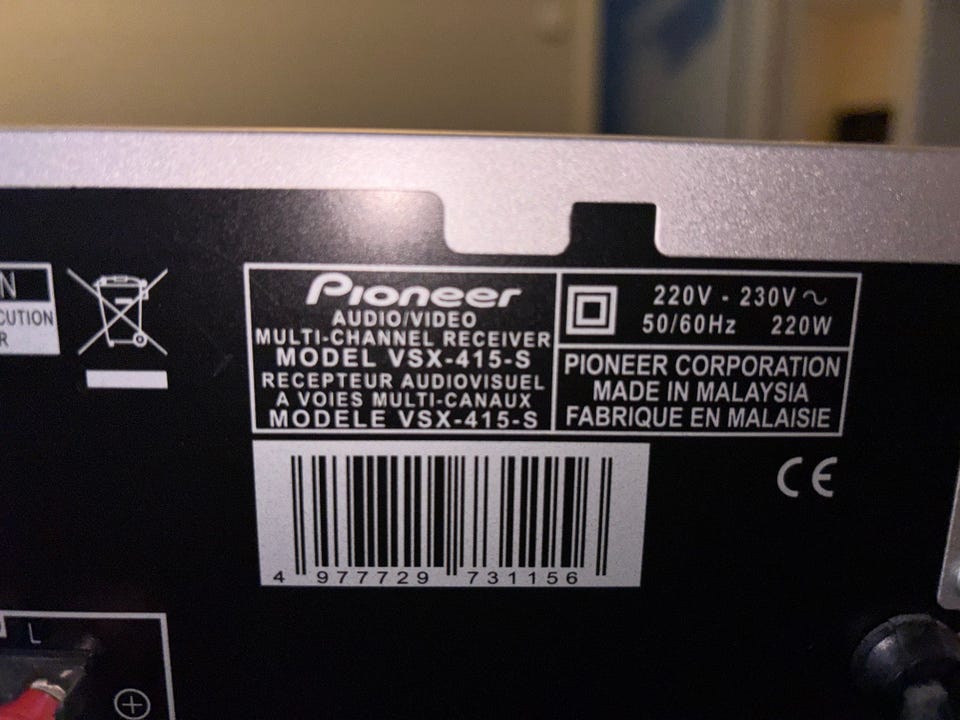 Pioneer
AUDIO/VIDEO
MULTI-CHANNEL RECEIVER
MODEL VSX-415-S
RECEPTEUR AUDIOVISUEL
A VOIES MULTI-CANAUX
MODELE VSX-415-S
220V - 230V ~
50/60Hz 220W
PIONEER CORPORATION
MADE IN MALAYSIA
FABRIQUE EN MALAISIE
CE
4 977729 731156
L